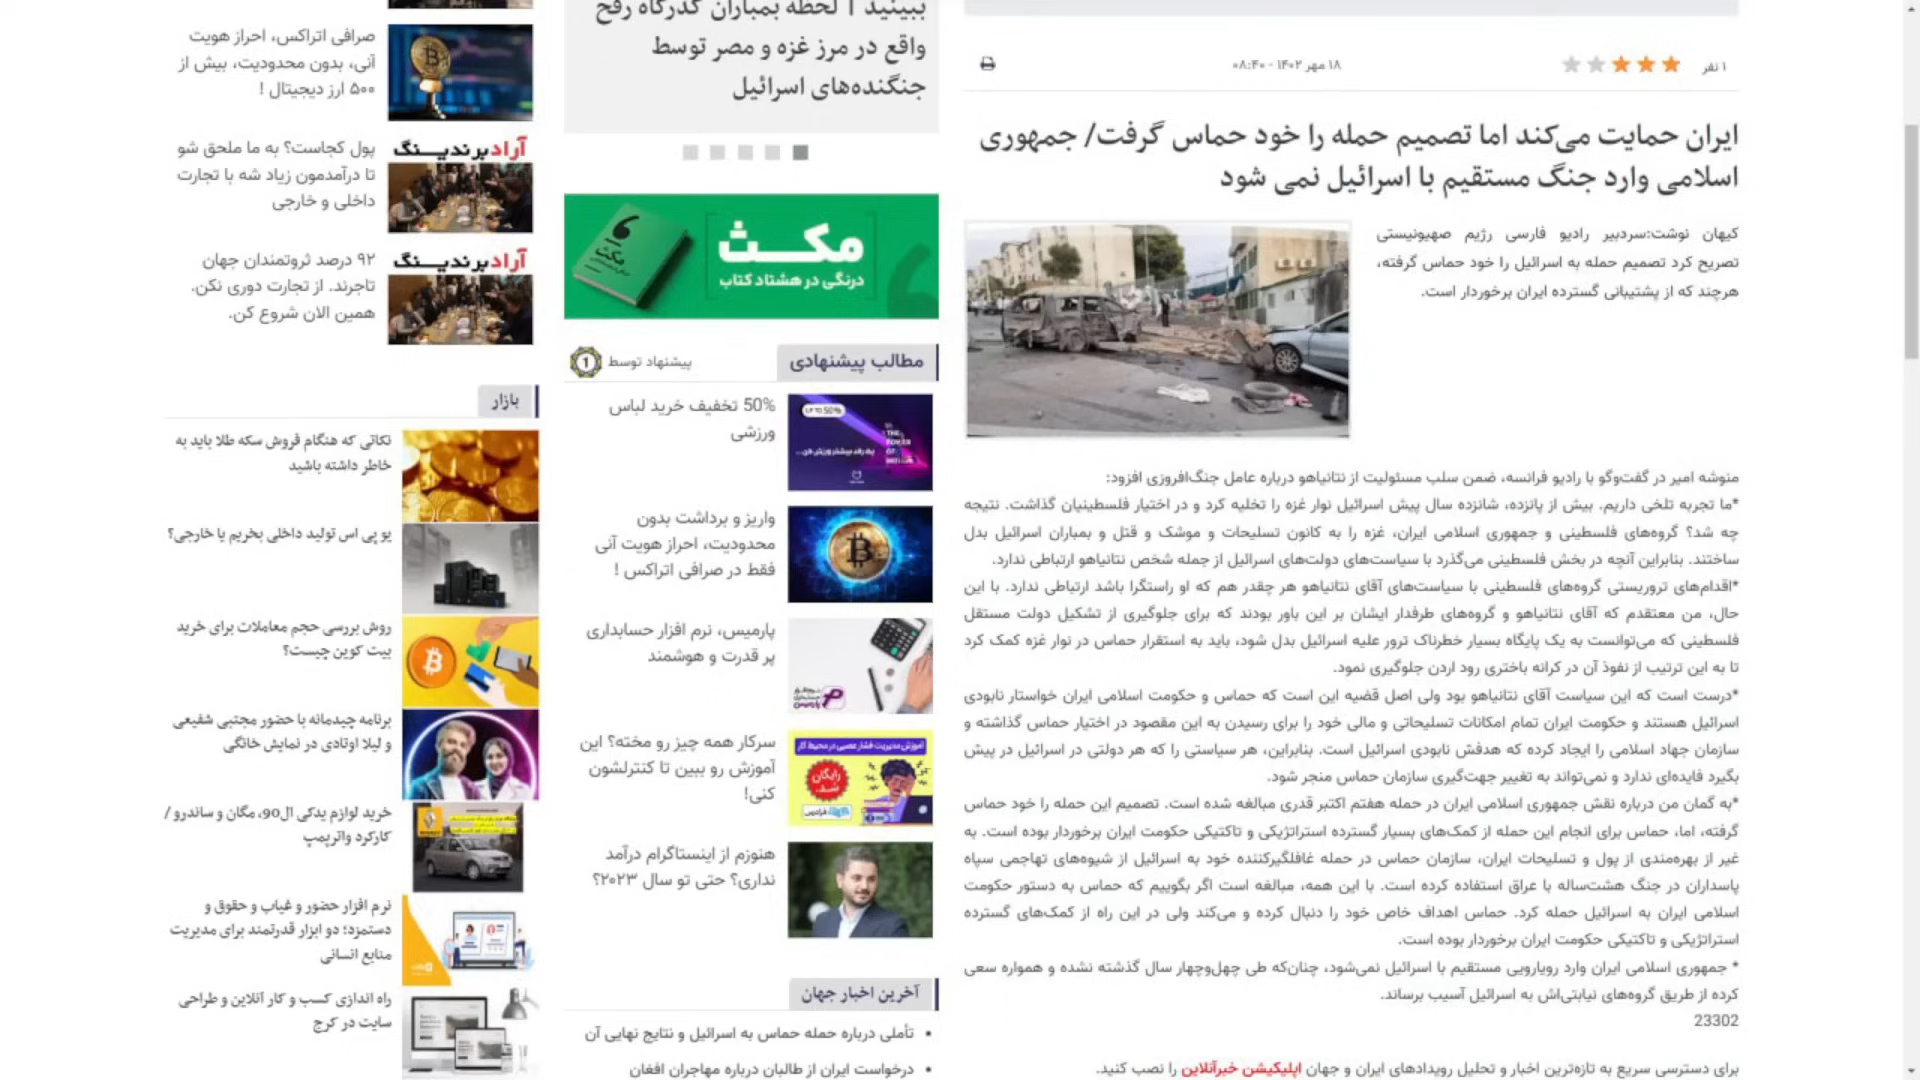 ۱ نفر
۱۸ مهر ۱۴۰۲ - ۰۸:۴۰
ایران حمایت می‌کند اما تصمیم حمله را خود حماس گرفت/ جمهوری
اسلامی وارد جنگ مستقیم با اسرائیل نمی شود
کیهان نوشت:سردبیر رادیو فارسی رژیم صهیونیستی
تصریح کرد تصمیم حمله به اسرائیل را خود حماس گرفته،
هرچند که از پشتیبانی گسترده ایران برخوردار است.
منوشه امیر در گفت‌وگو با رادیو فرانسه، ضمن سلب مسئولیت از نتانیاهو درباره عامل جنگ‌افروزی افزود:
*ما تجربه تلخی داریم. بیش از پانزده، شانزده سال پیش اسرائیل نوار غزه را تخلیه کرد و در اختیار فلسطینیان گذاشت. نتیجه
چه شد؟ گروه‌های فلسطینی و جمهوری اسلامی ایران، غزه را به کانون تسلیحات و موشک و قتل و بمباران اسرائیل بدل
ساختند. بنابراین آنچه در بخش فلسطینی می‌گذرد با سیاست‌های دولت‌های اسرائیل از جمله شخص نتانیاهو ارتباطی ندارد.
*اقدام‌های تروریستی گروه‌های فلسطینی با سیاست‌های آقای نتانیاهو هر چقدر هم که او راستگرا باشد ارتباطی ندارد. با این
حال، من معتقدم که آقای نتانیاهو و گروه‌های طرفدار ایشان بر این باور بودند که برای جلوگیری از تشکیل دولت مستقل
فلسطینی که می‌توانست به یک پایگاه بسیار خطرناک ترور علیه اسرائیل بدل شود، باید به استقرار حماس در نوار غزه کمک کرد
تا به این ترتیب از نفوذ آن در کرانه باختری رود اردن جلوگیری نمود.
*درست است که این سیاست آقای نتانیاهو بود ولی اصل قضیه این است که حماس و حکومت اسلامی ایران خواستار نابودی
اسرائیل هستند و حکومت ایران تمام امکانات تسلیحاتی و مالی خود را برای رسیدن به این مقصود در اختیار حماس گذاشته و
سازمان جهاد اسلامی را ایجاد کرده که هدفش نابودی اسرائیل است. بنابراین، هر سیاستی را که هر دولتی در اسرائیل در پیش
بگیرد فایده‌ای ندارد و نمی‌تواند به تغییر جهت‌گیری سازمان حماس منجر شود.
*به گمان من درباره نقش جمهوری اسلامی ایران در حمله هفتم اکتبر قدری مبالغه شده است. تصمیم این حمله را خود حماس
گرفته، اما، حماس برای انجام این حمله از کمک‌های بسیار گسترده استراتژیکی و تاکتیکی حکومت ایران برخوردار بوده است. به
غیر از بهره‌مندی از پول و تسلیحات ایران، سازمان حماس در حمله غافلگیرکننده خود به اسرائیل از شیوه‌های تهاجمی سپاه
پاسداران در جنگ هشت‌ساله با عراق استفاده کرده است. با این همه، مبالغه است اگر بگوییم که حماس به دستور حکومت
اسلامی ایران به اسرائیل حمله کرد. حماس اهداف خاص خود را دنبال کرده و می‌کند ولی در این راه از کمک‌های گسترده
استراتژیکی و تاکتیکی حکومت ایران برخوردار بوده است.
* جمهوری اسلامی ایران وارد رویارویی مستقیم با اسرائیل نمی‌شود، چنان‌که طی چهل‌وچهار سال گذشته نشده و همواره سعی
کرده از طریق گروه‌های نیابتی‌اش به اسرائیل آسیب برساند.
23302
برای دسترسی سریع به تازه‌ترین اخبار و تحلیل رویدادهای ایران و جهان اپلیکیشن خبرآنلاین را نصب کنید.
ببینید | لحظه بمباران گذرگاه رفح
واقع در مرز غزه و مصر توسط
جنگنده‌های اسرائیل
مکث
درنگی در هشتاد کتاب
مطالب پیشنهادی
پیشنهاد توسط
50% تخفیف خرید لباس
ورزشی
UP TO 50%
THE
POWER
OF
واریز و برداشت بدون
محدودیت، احراز هویت آنی
فقط در صرافی اتراکس !
پارمیس، نرم افزار حسابداری
پر قدرت و هوشمند
سرکار همه چیز رو مخته؟ این
آموزش رو ببین تا کنترلشون
کنی!
آموزش مدیریت فشار عصبی در محیط کار
رایگان
شد.
هنوزم از اینستاگرام درآمد
نداری؟ حتی تو سال ۲۰۲۳؟
آخرین اخبار جهان
• تأملی درباره حمله حماس به اسرائیل و نتایج نهایی آن
• درخواست ایران از طالبان درباره مهاجران افغان
صرافی اتراکس، احراز هویت
آنی، بدون محدودیت، بیش از
۵۰۰ ارز دیجیتال !
آراد برندینگ
پول کجاست؟ به ما ملحق شو
تا درآمدمون زیاد شه با تجارت
داخلی و خارجی
آراد برندینگ
۹۲ درصد ثروتمندان جهان
تاجرند. از تجارت دوری نکن.
همین الان شروع کن.
بازار
نکاتی که هنگام فروش سکه طلا باید به
خاطر داشته باشید
یو پی اس تولید داخلی بخریم یا خارجی؟
روش بررسی حجم معاملات برای خرید
بیت کوین چیست؟
برنامه چیدمانه با حضور مجتبی شفیعی
و لیلا اوتادی در نمایش خانگی
خرید لوازم یدکی ال90، مگان و ساندرو /
کارکرد واترپمپ
نرم افزار حضور و غیاب و حقوق و
دستمزد؛ دو ابزار قدرتمند برای مدیریت
منابع انسانی
راه اندازی کسب و کار آنلاین و طراحی
سایت در کرج